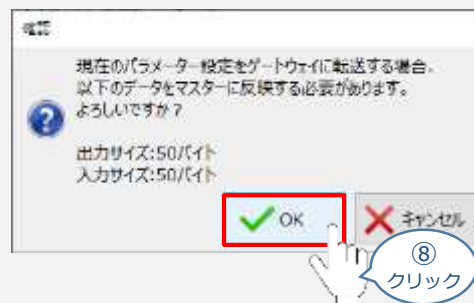 確認
現在のパラメーター設定をゲートウェイに転送する場合、
以下のデータをマスターに反映する必要があります。
よろしいですか？
出力サイズ:50バイト
入力サイズ:50バイト
OK
キャンセル
⑧
クリック